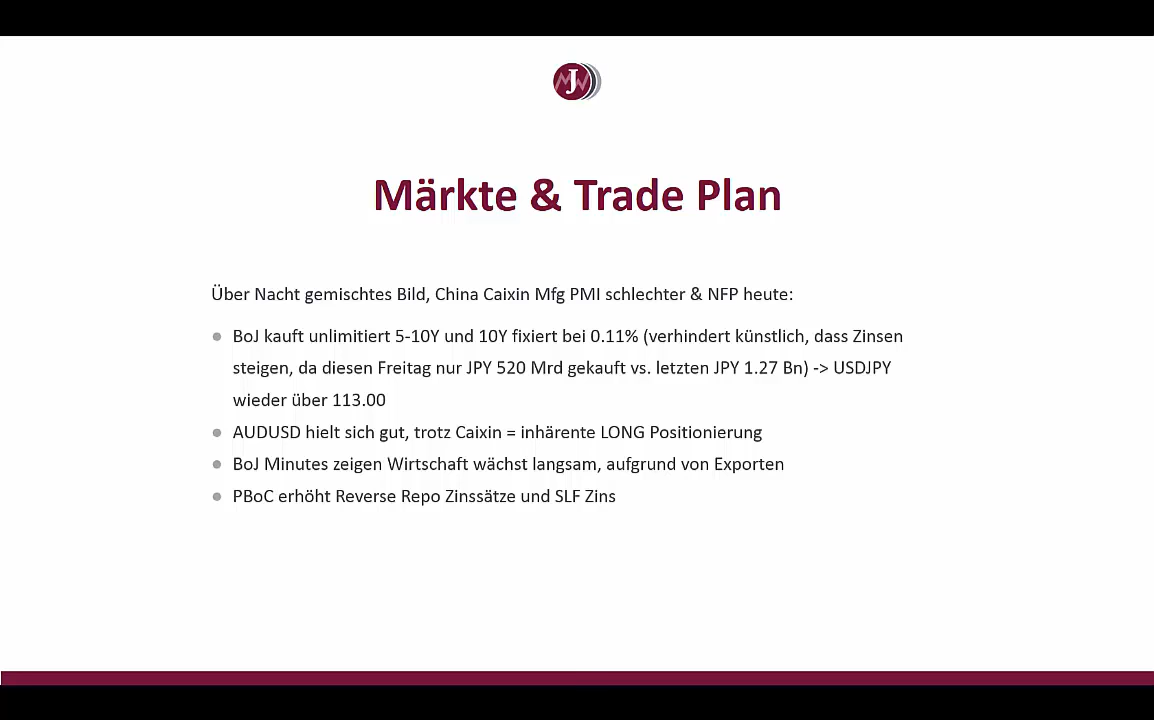 J
Märkte & Trade Plan
Über Nacht gemischtes Bild, China Caixin Mfg PMI schlechter & NFP heute:
BoJ kauft unlimitiert 5-10Y und 10Y fixiert bei 0.11% (verhindert künstlich, dass Zinsen
steigen, da diesen Freitag nur JPY 520 Mrd gekauft vs. letzten JPY 1.27 Bn) -> USDJPY
wieder über 113.00
AUDUSD hielt sich gut, trotz Caixin = inhärente LONG Positionierung
BoJ Minutes zeigen Wirtschaft wächst langsam, aufgrund von Exporten
PBoC erhöht Reverse Repo Zinssätze und SLF Zins